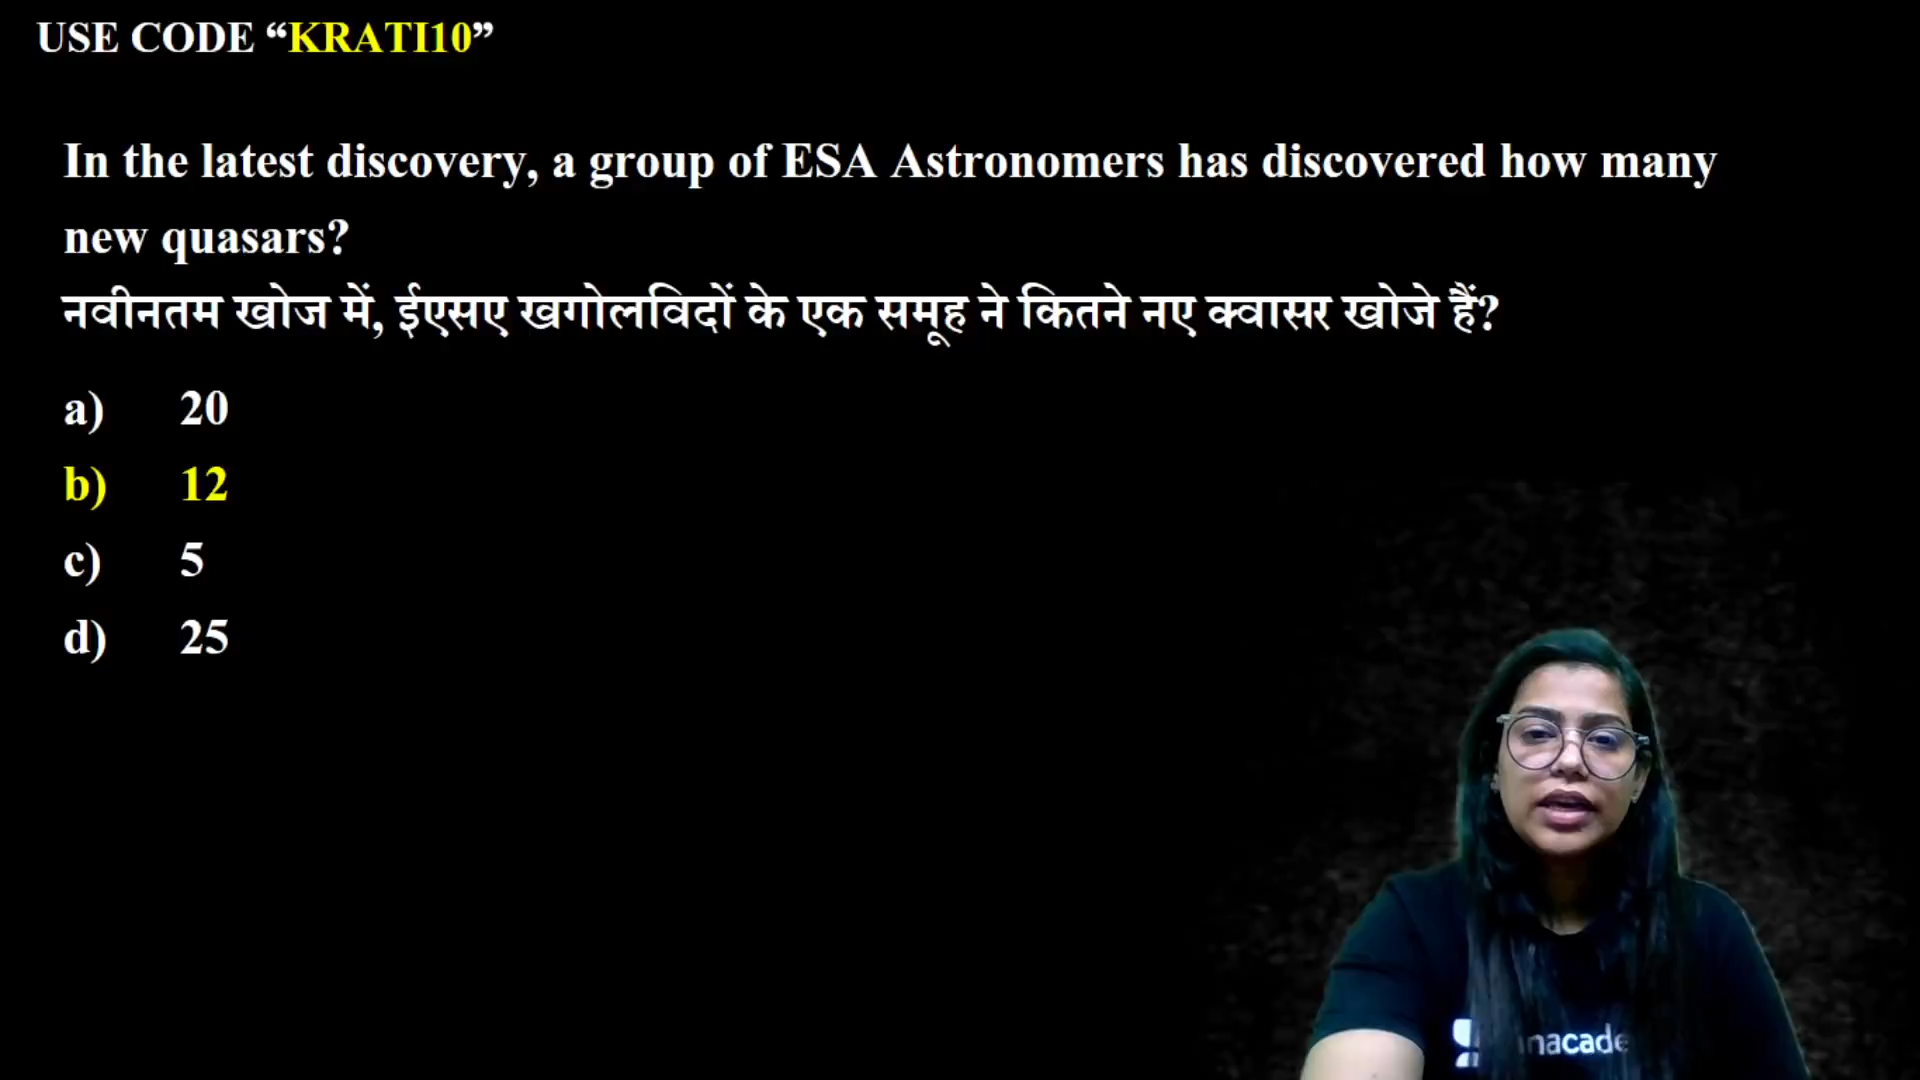 USE CODE “KRATI10”
In the latest discovery, a group of ESA Astronomers has discovered how many
new quasars?
नवीनतम खोज में, ईएसए खगोलविदों के एक समूह ने कितने नए क्वासर खोजे हैं?
a) 20
b) 12
c) 5
d) 25